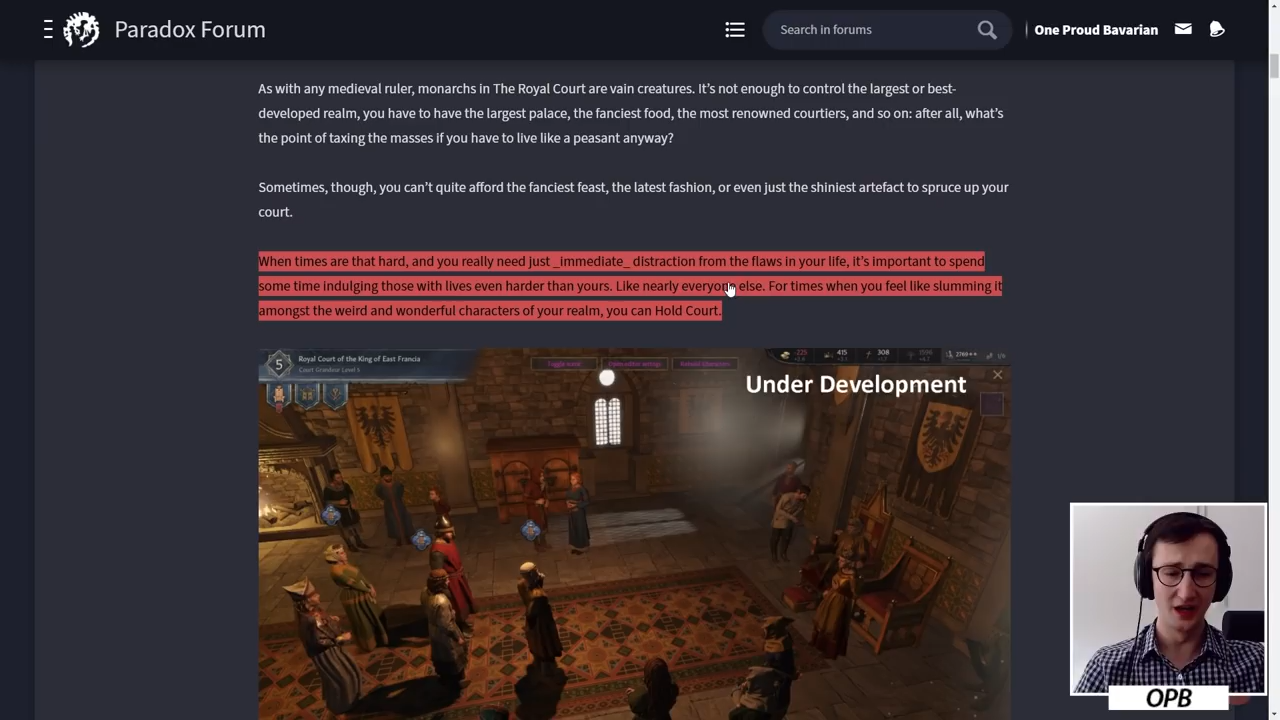 Paradox Forum
Search in forums
One Proud Bavarian
As with any medieval ruler, monarchs in The Royal Court are vain creatures. It’s not enough to control the largest or best-
developed realm, you have to have the largest palace, the fanciest food, the most renowned courtiers, and so on: after all, what’s
the point of taxing the masses if you have to live like a peasant anyway?
Sometimes, though, you can’t quite afford the fanciest feast, the latest fashion, or even just the shiniest artefact to spruce up your
court.
When times are that hard, and you really need just _immediate_ distraction from the flaws in your life, it’s important to spend
some time indulging those with lives even harder than yours. Like nearly everyone else. For times when you feel like slumming it
amongst the weird and wonderful characters of your realm, you can Hold Court.
5
Royal Court of the King of East Francia
Court Grandeur Level 5
415
308
Under Development
OPB